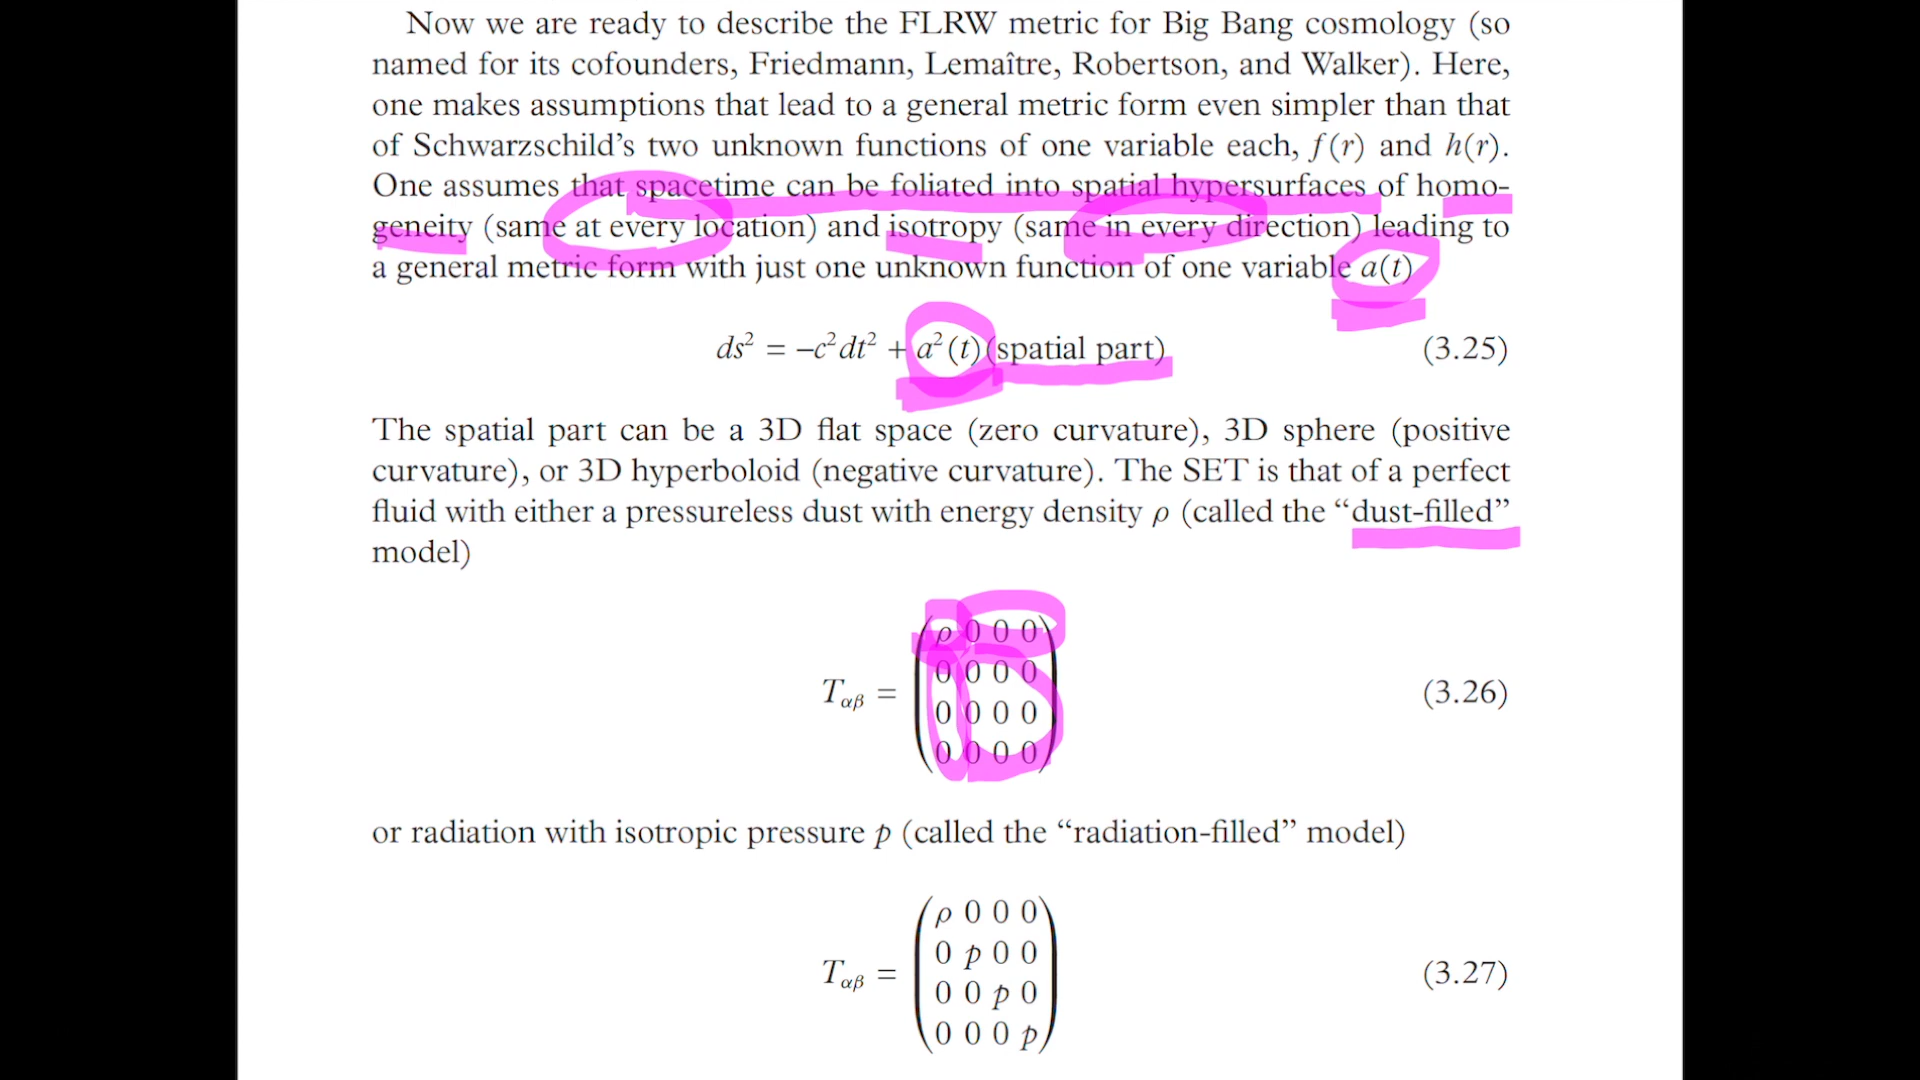 Now we are ready to describe the FLRW metric for Big Bang cosmology (so
named for its cofounders, Friedmann, Lemaître, Robertson, and Walker). Here,
one makes assumptions that lead to a general metric form even simpler than that
of Schwarzschild’s two unknown functions of one variable each, f(r) and h(r).
One assumes that spacetime can be foliated into spatial hypersurfaces of homo-
geneity (same at every location) and isotropy (same in every direction) leading to
a general metric form with just one unknown function of one variable a(t)
ds² = –c²dt² + a²(t)(spatial part) (3.25)
The spatial part can be a 3D flat space (zero curvature), 3D sphere (positive
curvature), or 3D hyperboloid (negative curvature). The SET is that of a perfect
fluid with either a pressureless dust with energy density ρ (called the “dust-filled”
model)
ρ 0 0 0
0 0 0 0
Tαβ = (3.26)
0 0 0 0
0 0 0 0
or radiation with isotropic pressure p (called the “radiation-filled” model)
ρ 0 0 0
0 p 0 0
Tαβ = (3.27)
0 0 p 0
0 0 0 p